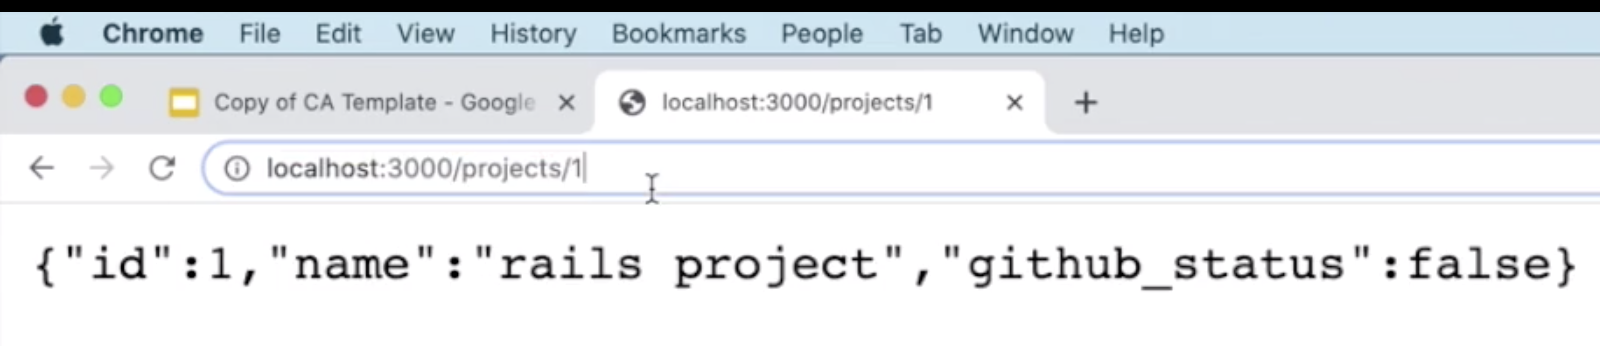 Chrome File Edit View History Bookmarks People Tab Window Help
Copy of CA Template - Google
localhost:3000/projects/1
localhost:3000/projects/1
{"id":1,"name":"rails project","github_status":false}